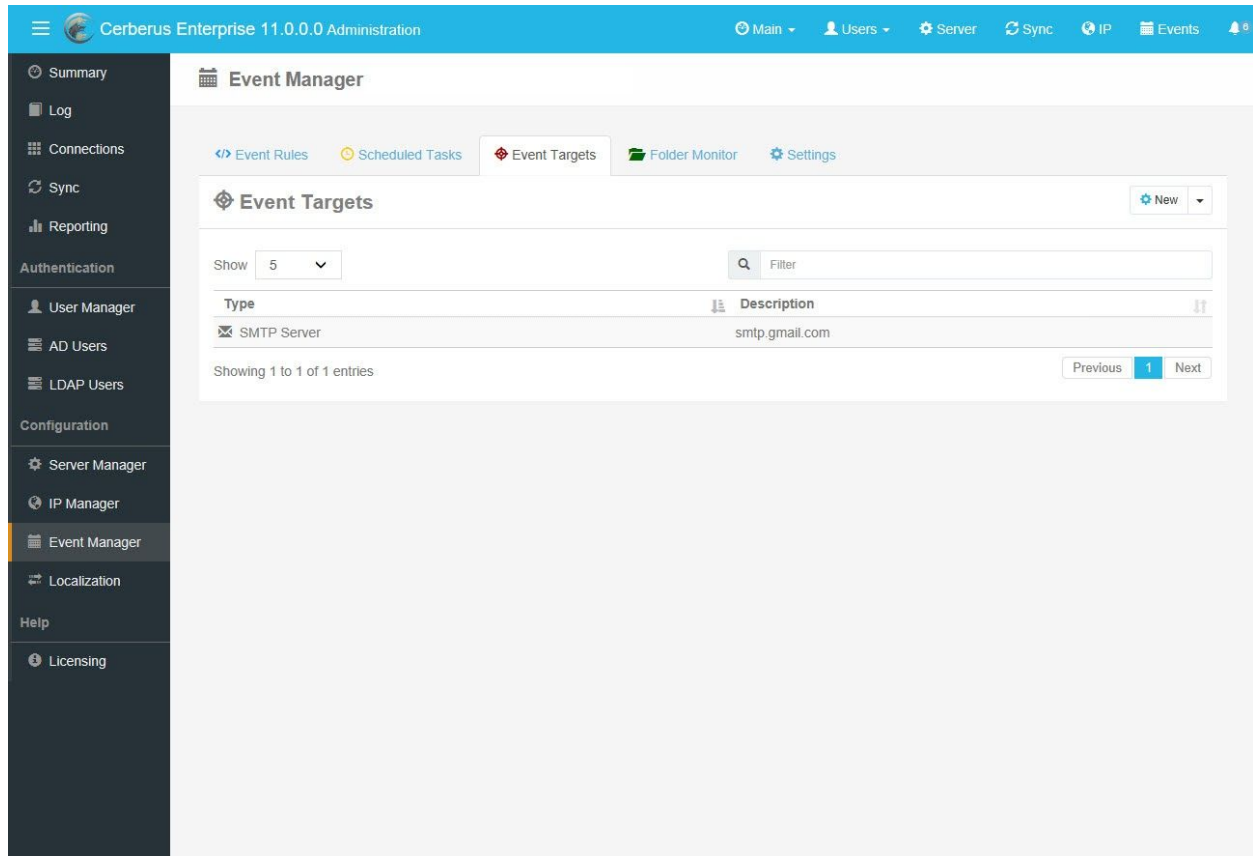 Cerberus Enterprise 11.0.0.0 Administration
Main
Users
Server
Sync
IP
Events
6
Summary
Log
Connections
Sync
Reporting
Authentication
User Manager
AD Users
LDAP Users
Configuration
Server Manager
IP Manager
Event Manager
Localization
Help
Licensing
Event Manager
</> Event Rules
Scheduled Tasks
Event Targets
Folder Monitor
Settings
Event Targets
New
Show 5
Filter
Type Description
SMTP Server smtp.gmail.com
Showing 1 to 1 of 1 entries
Previous 1 Next